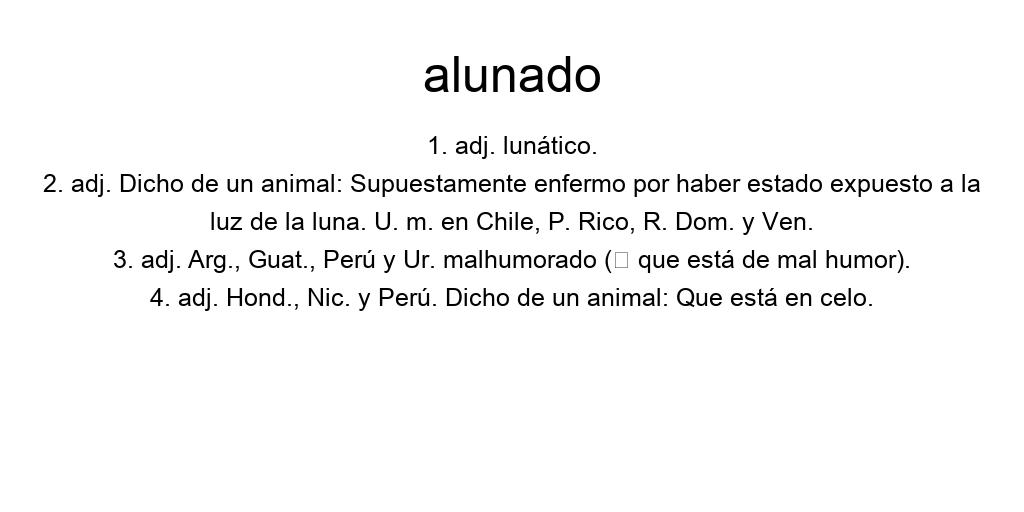 alunado
1. adj. lunático.
2. adj. Dicho de un animal: Supuestamente enfermo por haber estado expuesto a la
luz de la luna. U. m. en Chile, P. Rico, R. Dom. y Ven.
3. adj. Arg., Guat., Perú y Ur. malhumorado (□ que está de mal humor).
4. adj. Hond., Nic. y Perú. Dicho de un animal: Que está en celo.